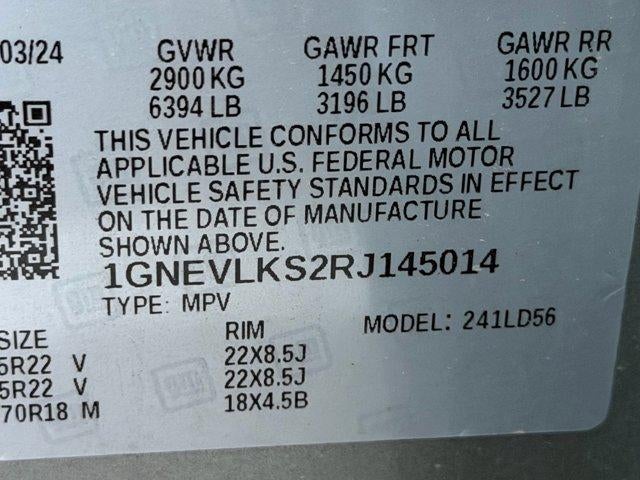 03/24 GVWR GAWR FRT GAWR RR
2900 KG 1450 KG 1600 KG
6394 LB 3196 LB 3527 LB
THIS VEHICLE CONFORMS TO ALL
APPLICABLE U.S. FEDERAL MOTOR
VEHICLE SAFETY STANDARDS IN EFFECT
ON THE DATE OF MANUFACTURE
SHOWN ABOVE.
1GNEVLKS2RJ145014
TYPE: MPV MODEL: 241LD56
SIZE RIM
5R22 V 22X8.5J
5R22 V 22X8.5J
70R18 M 18X4.5B